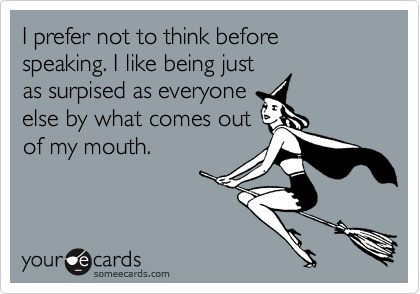 I prefer not to think before
speaking. I like being just
as surpised as everyone
else by what comes out
of my mouth.
your e cards
someecards.com